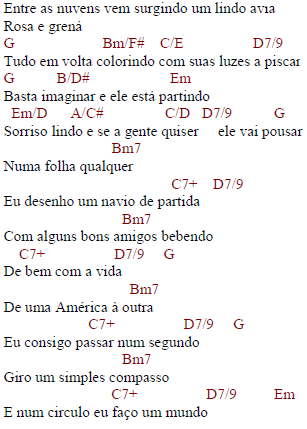 Entre as nuvens vem surgindo um lindo avia
Rosa e grená
G Bm/F# C/E D7/9
Tudo em volta colorindo com suas luzes a piscar
G B/D# Em
Basta imaginar e ele está partindo
Em/D A/C# C/D D7/9 G
Sorriso lindo e se a gente quiser ele vai pousar
Bm7
Numa folha qualquer
C7+ D7/9
Eu desenho um navio de partida
Bm7
Com alguns bons amigos bebendo
C7+ D7/9 G
De bem com a vida
Bm7
De uma América à outra
C7+ D7/9 G
Eu consigo passar num segundo
Bm7
Giro um simples compasso
C7+ D7/9 Em
E num circulo eu faço um mundo